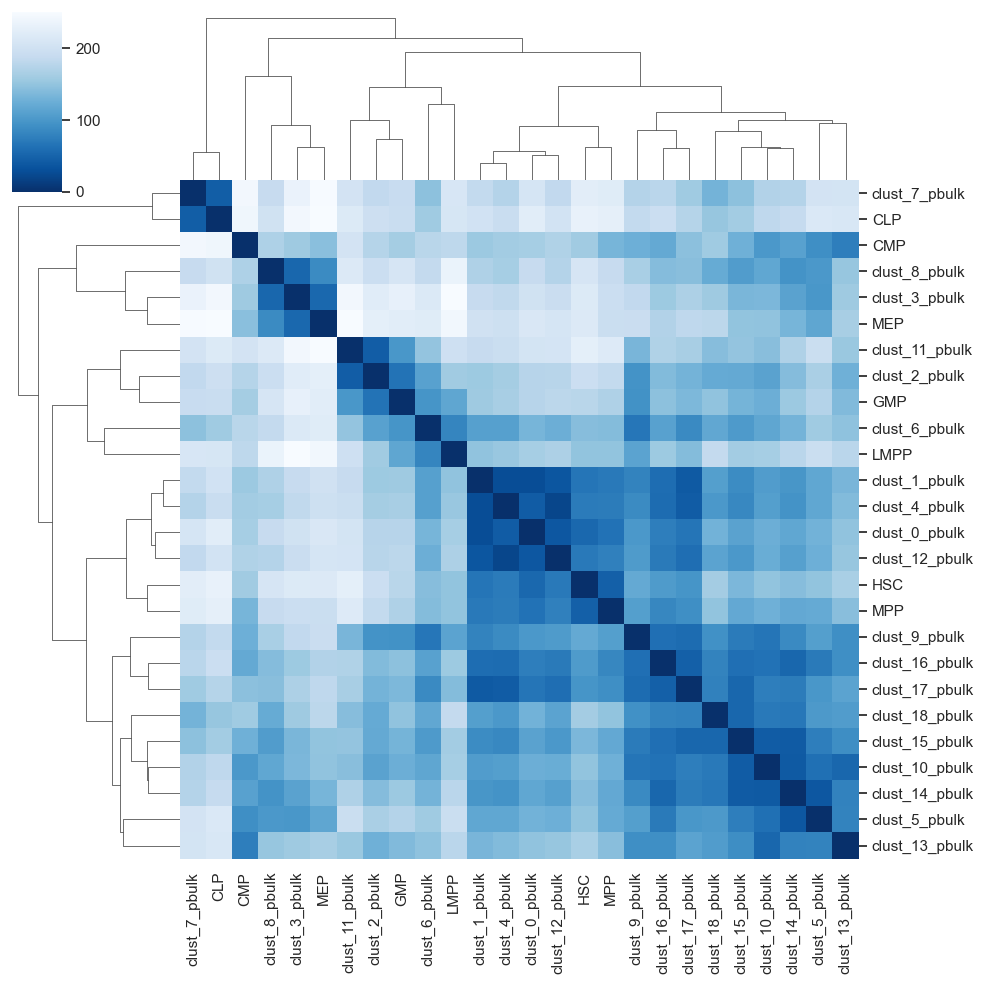 200
100
0
clust_7_pbulk
CLP
CMP
clust_8_pbulk
clust_3_pbulk
MEP
clust_11_pbulk
clust_2_pbulk
GMP
clust_6_pbulk
LMPP
clust_1_pbulk
clust_4_pbulk
clust_0_pbulk
clust_12_pbulk
HSC
MPP
clust_9_pbulk
clust_16_pbulk
clust_17_pbulk
clust_18_pbulk
clust_15_pbulk
clust_10_pbulk
clust_14_pbulk
clust_5_pbulk
clust_13_pbulk
clust_7_pbulk
CLP
CMP
clust_8_pbulk
clust_3_pbulk
MEP
clust_11_pbulk
clust_2_pbulk
GMP
clust_6_pbulk
LMPP
clust_1_pbulk
clust_4_pbulk
clust_0_pbulk
clust_12_pbulk
HSC
MPP
clust_9_pbulk
clust_16_pbulk
clust_17_pbulk
clust_18_pbulk
clust_15_pbulk
clust_10_pbulk
clust_14_pbulk
clust_5_pbulk
clust_13_pbulk